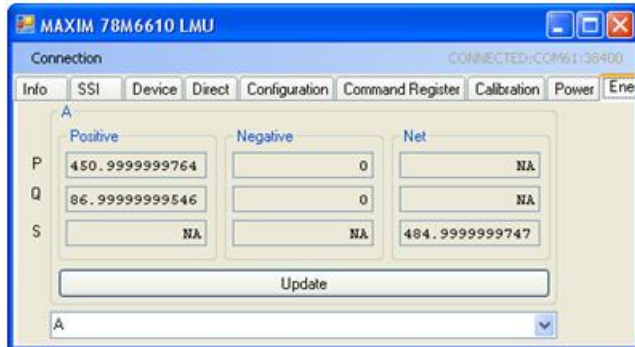 MAXIM 78M6610 LMU
Connection CONNECTED:COM61:38400
Info SSI Device Direct Configuration Command Register Calibration Power Ene
A
Positive Negative Net
P 450.9999999764 0 NA
Q 86.99999999546 0 NA
S NA NA 484.9999999747
Update
A